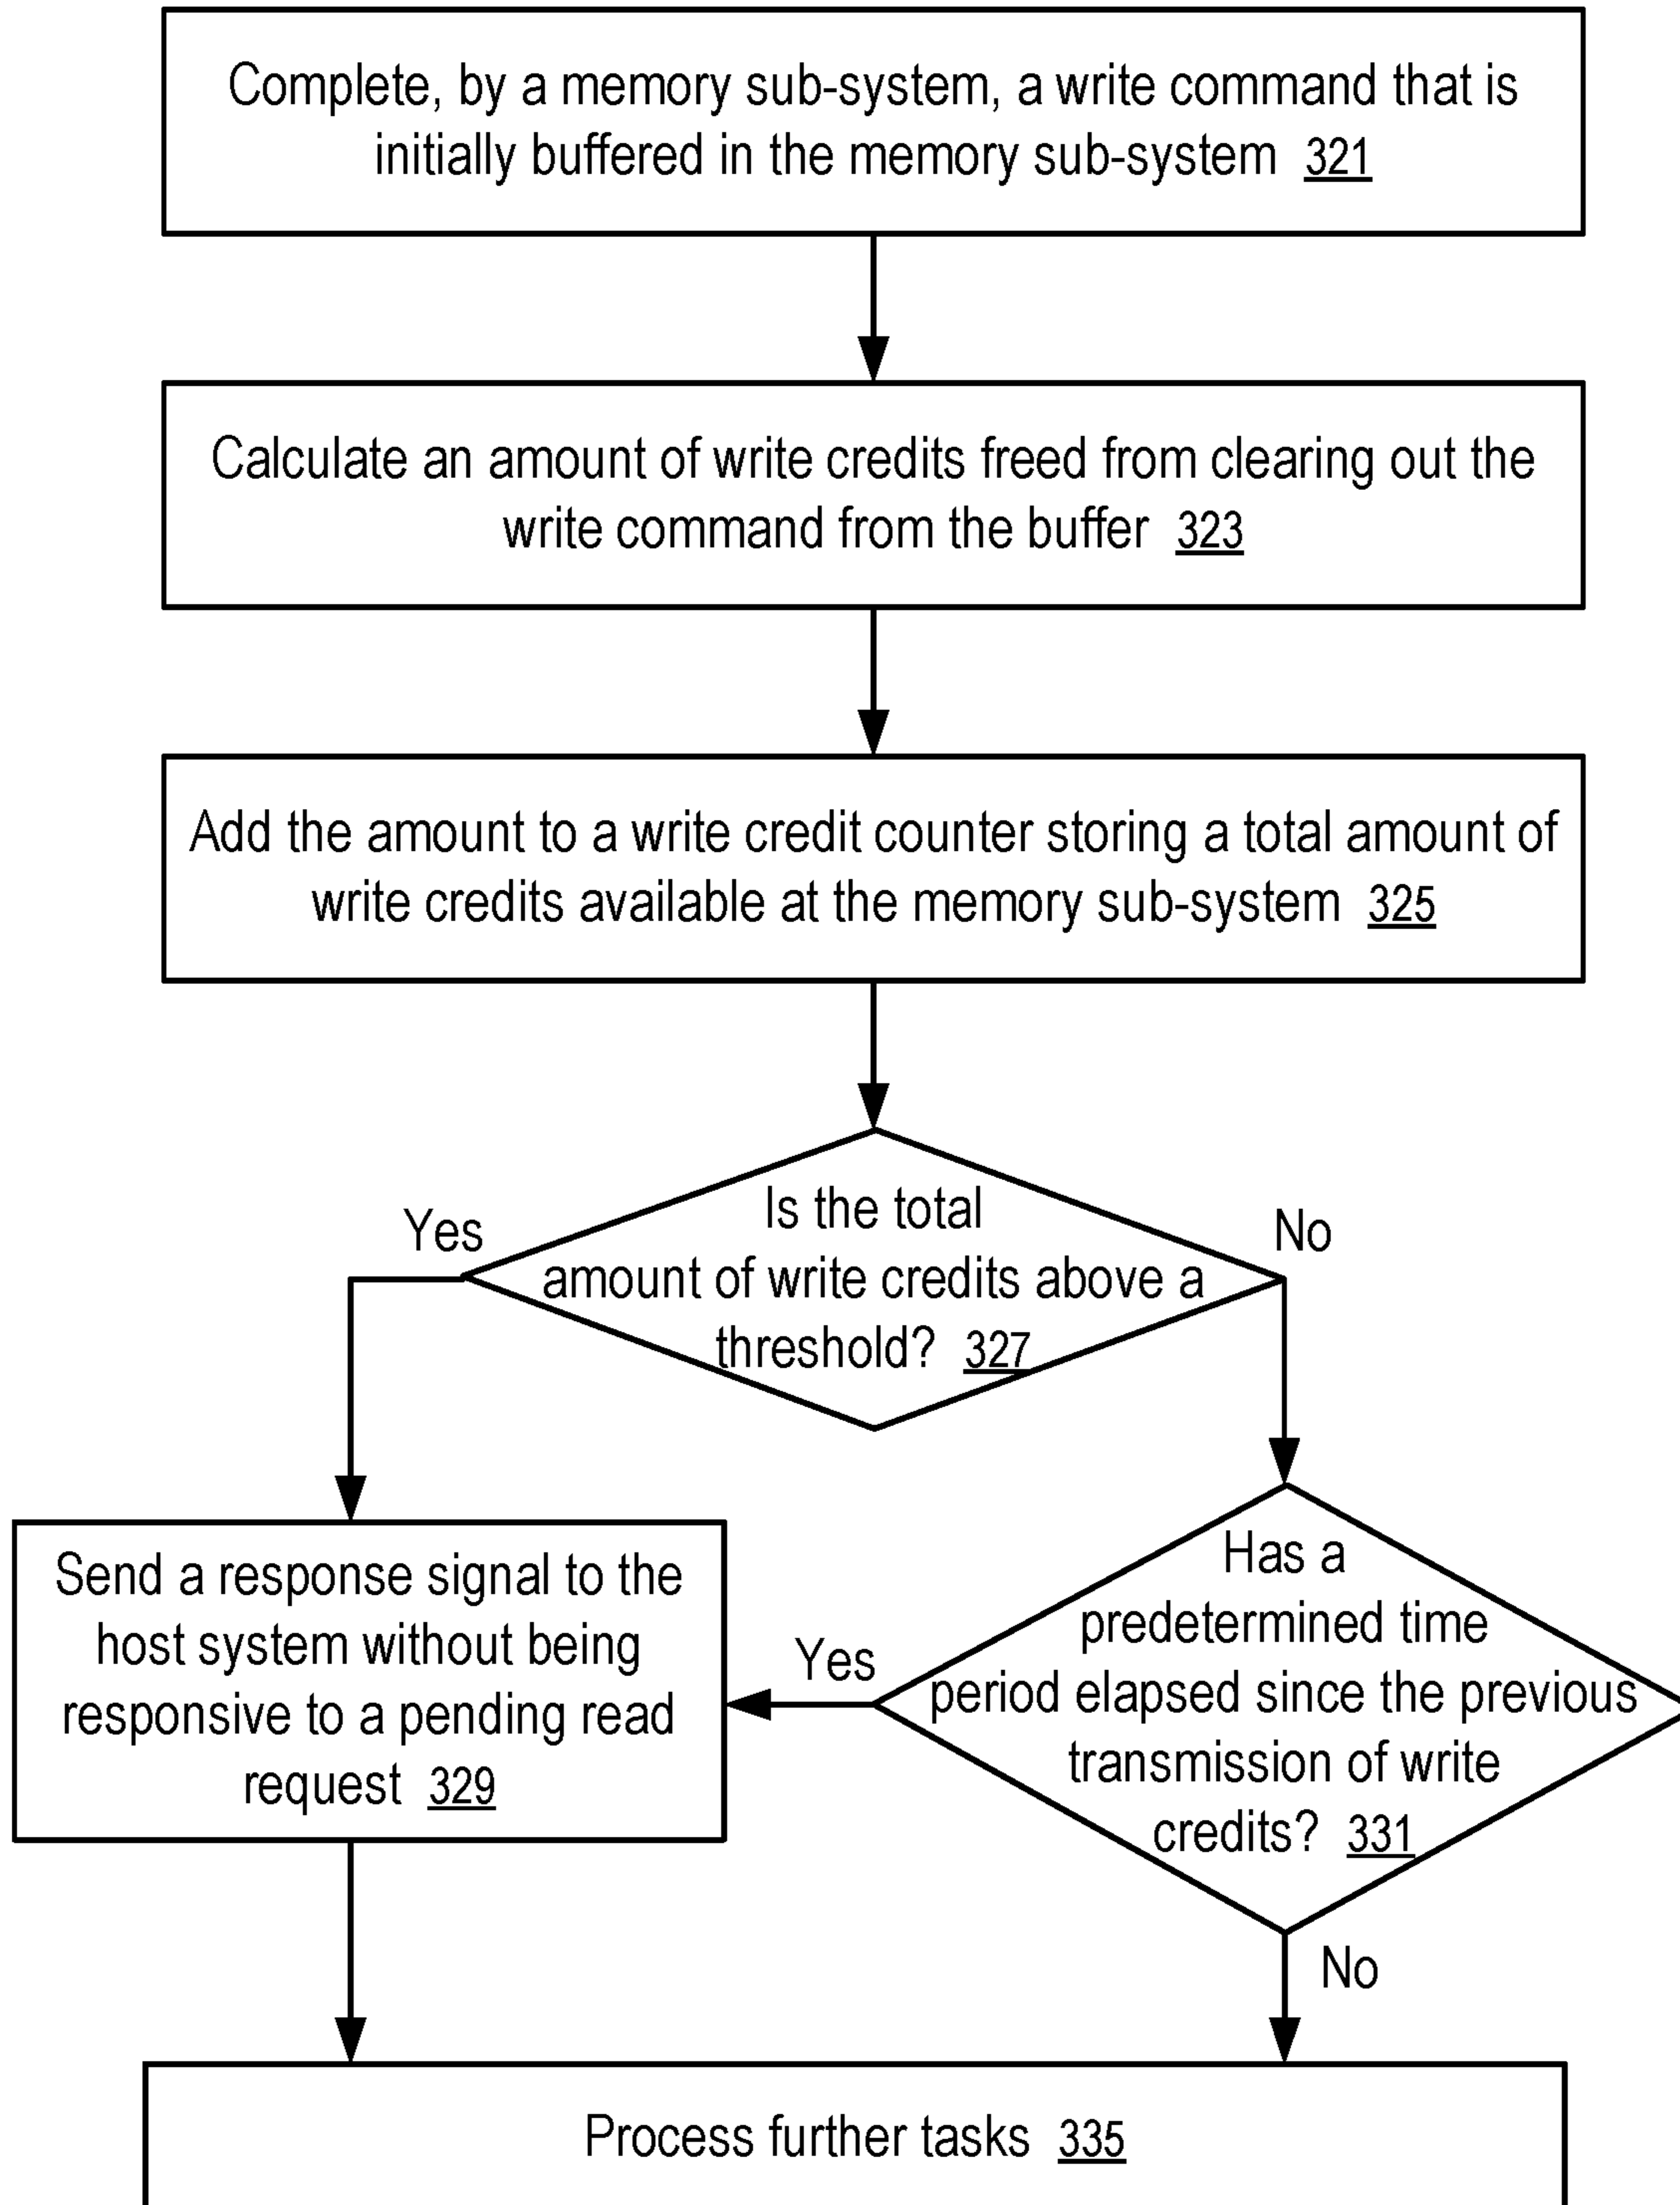 Complete, by a memory sub-system, a write command that is
initially buffered in the memory sub-system 321
Calculate an amount of write credits freed from clearing out the
write command from the buffer 323
Add the amount to a write credit counter storing a total amount of
write credits available at the memory sub-system 325
Is the total
amount of write credits above a
threshold? 327
Yes
No
Send a response signal to the
host system without being
responsive to a pending read
request 329
Yes
Has a
predetermined time
period elapsed since the previous
transmission of write
credits? 331
No
Process further tasks 335